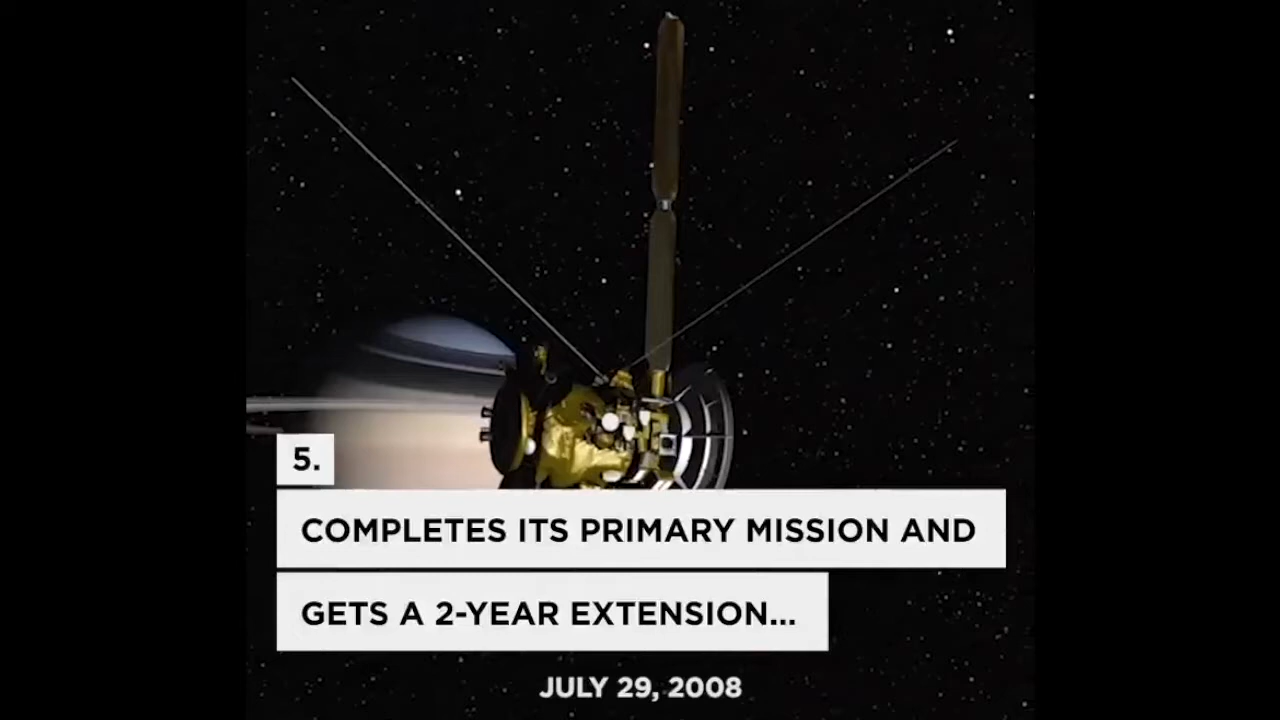 5.
COMPLETES ITS PRIMARY MISSION AND
GETS A 2-YEAR EXTENSION...
JULY 29, 2008